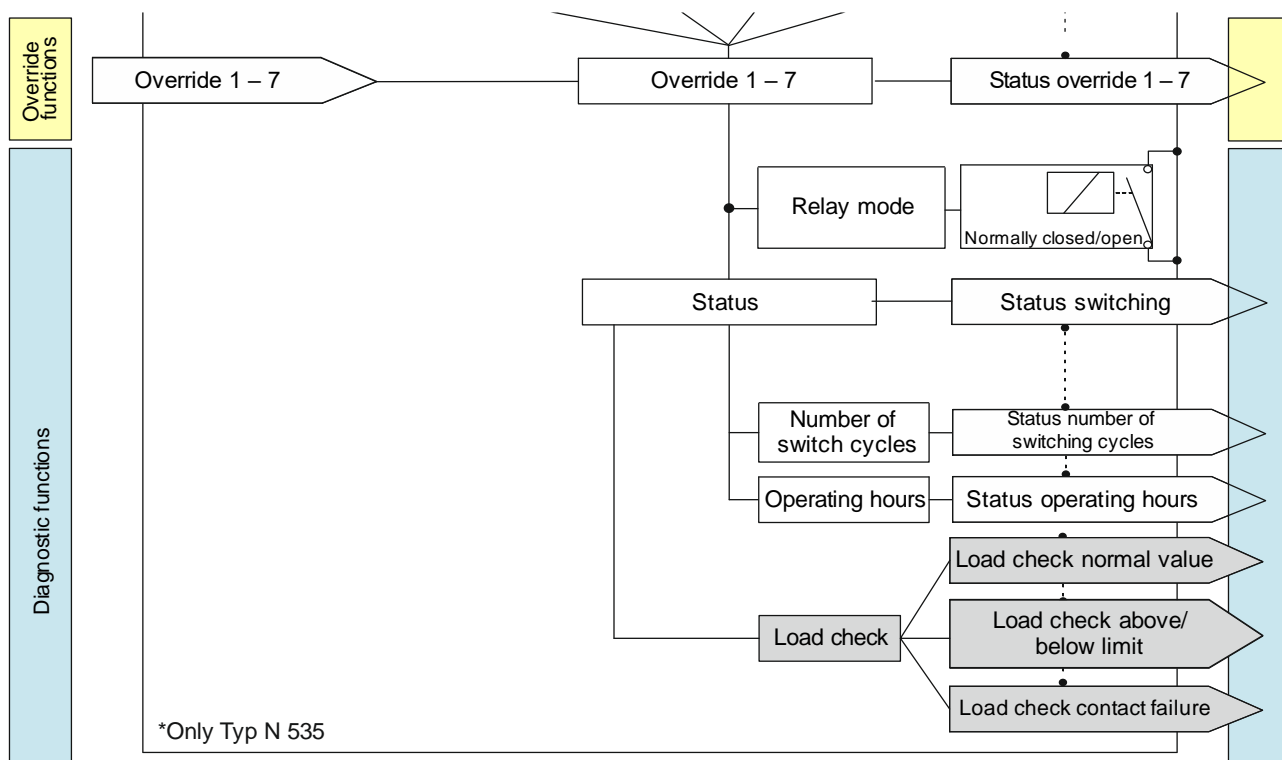 Override
functions
Override 1 – 7
Override 1 – 7
Status override 1 – 7
Relay mode
Normally closed/open
Diagnostic functions
Status
Status switching
Number of
switch cycles
Status number of
switching cycles
Operating hours
Status operating hours
Load check normal value
Load check
Load check above/
below limit
Load check contact failure
*Only Typ N 535